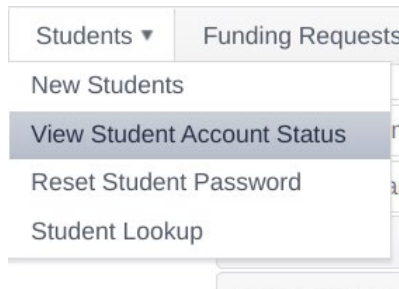 Students ▼ Funding Requests
New Students
View Student Account Status
Reset Student Password
Student Lookup